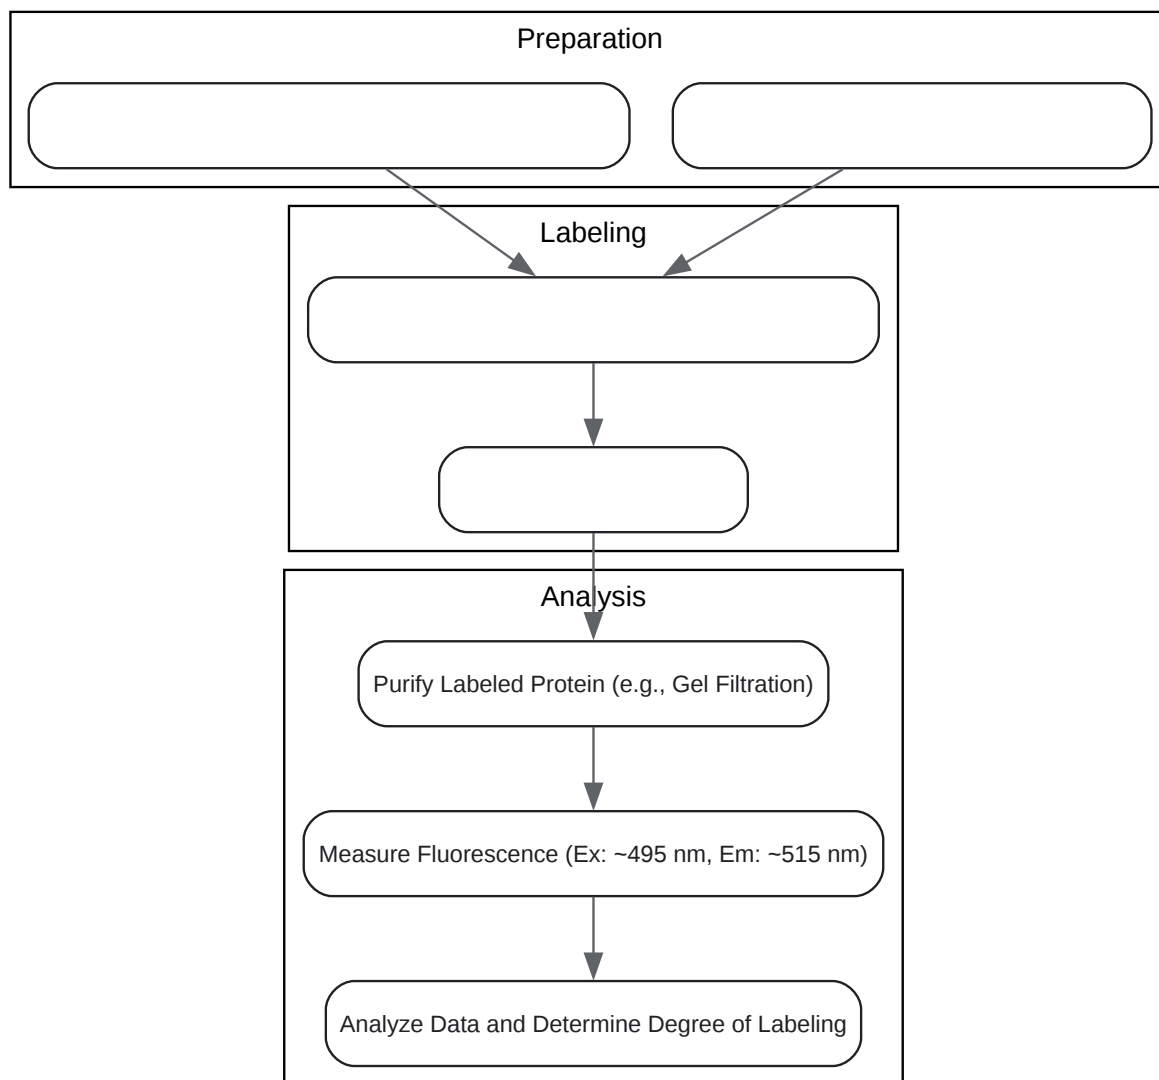 Preparation
Labeling
Analysis
Purify Labeled Protein (e.g., Gel Filtration)
Measure Fluorescence (Ex: ~495 nm, Em: ~515 nm)
Analyze Data and Determine Degree of Labeling